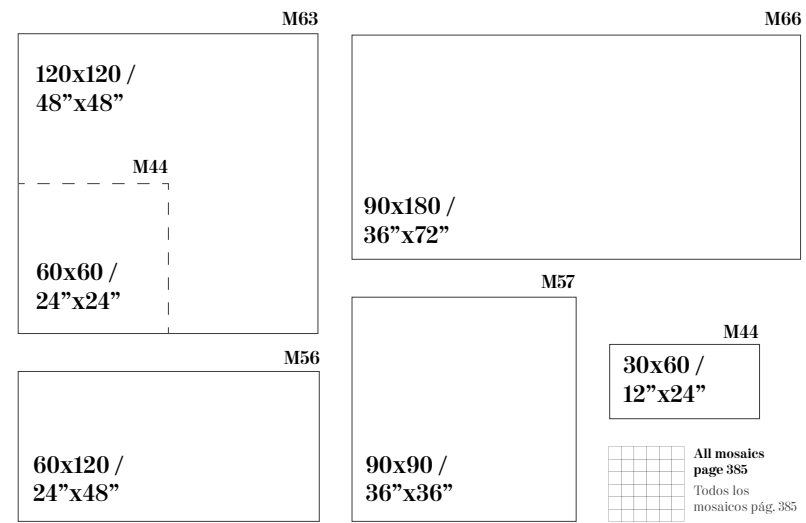 M63
120x120 /
48”x48”
M44
60x60 /
24”x24”
M66
90x180 /
36”x72”
M56
60x120 /
24”x48”
M57
90x90 /
36”x36”
M44
30x60 /
12”x24”
All mosaics
page 385
Todos los
mosaicos pág. 385